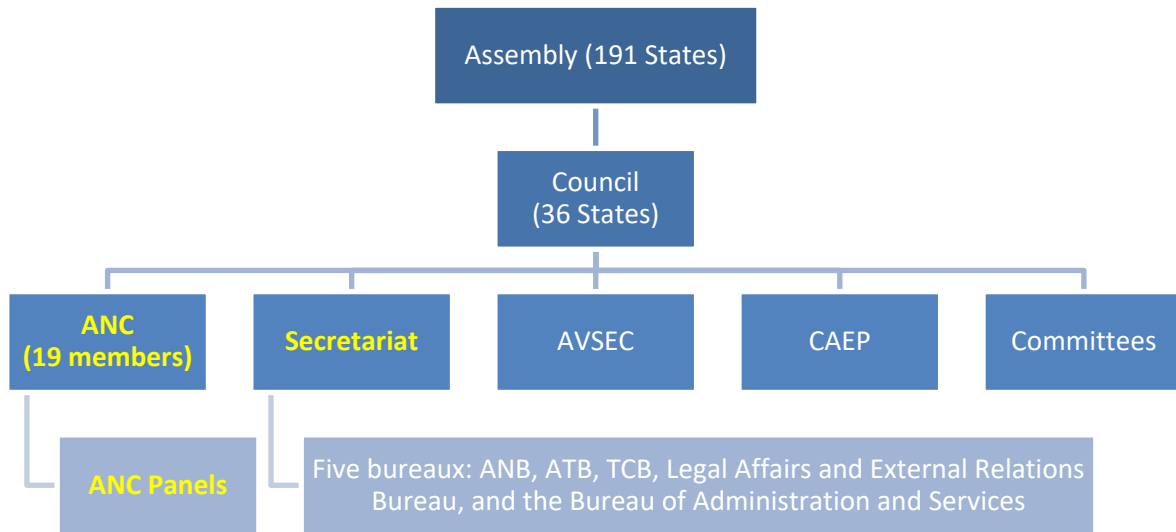 Assembly (191 States)
Council
(36 States)
ANC
(19 members)
Secretariat
AVSEC
CAEP
Committees
ANC Panels
Five bureaux: ANB, ATB, TCB, Legal Affairs and External Relations
Bureau, and the Bureau of Administration and Services